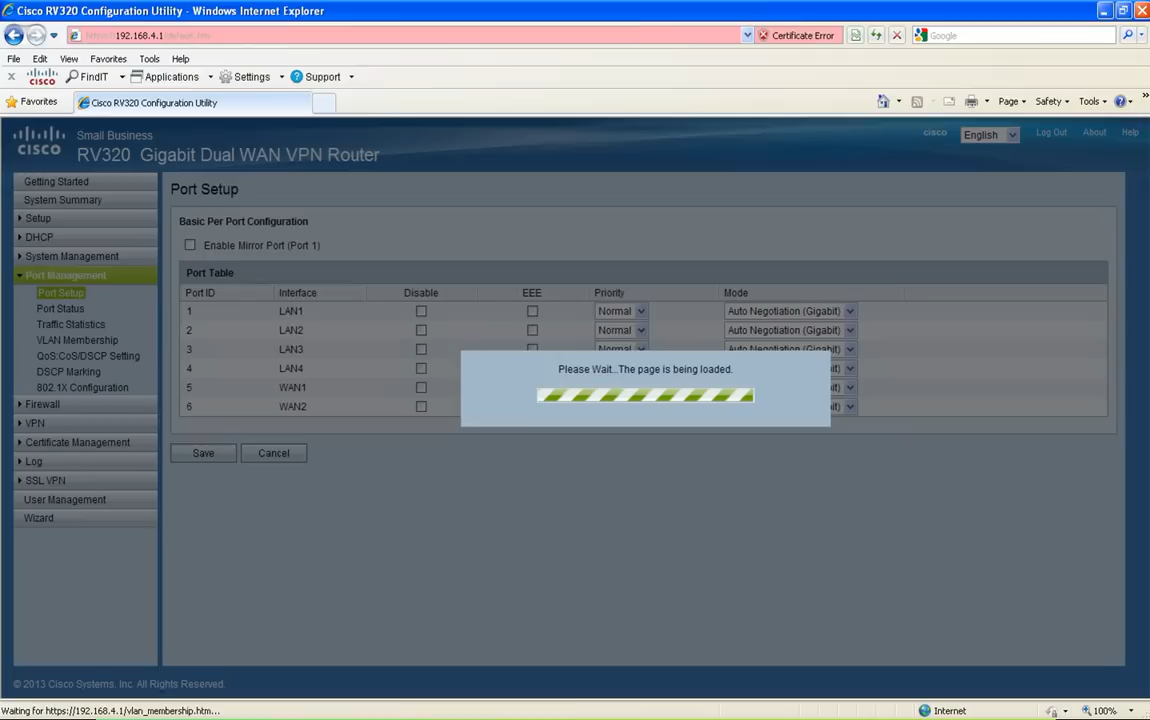 Cisco RV320 Configuration Utility - Windows Internet Explorer
192.168.4.1
Certificate Error
Google
File Edit View Favorites Tools Help
x cisco FindIT Applications Settings Support
Favorites Cisco RV320 Configuration Utility
Page Safety Tools
cisco Small Business
RV320 Gigabit Dual WAN VPN Router
cisco English Log Out About Help
Getting Started
System Summary
Setup
DHCP
System Management
Port Management
Port Setup
Port Status
Traffic Statistics
VLAN Membership
QoS:CoS/DSCP Setting
DSCP Marking
802.1X Configuration
Firewall
VPN
Certificate Management
Log
SSL VPN
User Management
Wizard
Port Setup
Basic Per Port Configuration
Enable Mirror Port (Port 1)
Port Table
Port ID Interface Disable EEE Priority Mode
1 LAN1 Normal Auto Negotiation (Gigabit)
2 LAN2 Normal Auto Negotiation (Gigabit)
3 LAN3 Normal Auto Negotiation (Gigabit)
4 LAN4
5 WAN1
6 WAN2
Please Wait...The page is being loaded.
Save Cancel
© 2013 Cisco Systems, Inc. All Rights Reserved.
Waiting for https://192.168.4.1/vlan_membership.htm...
Internet
100%